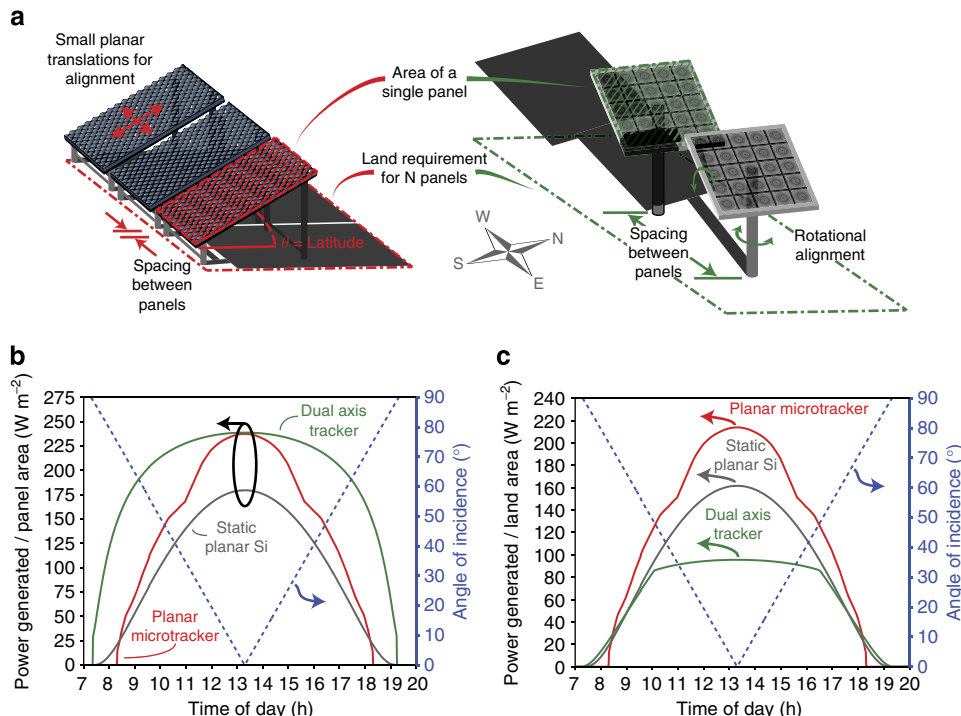 a
Small planar
translations for
alignment
Area of a
single panel
Land requirement
for N panels
= Latitude
Spacing
between
panels
W
N
S
E
Spacing
between
panels
Rotational
alignment
b
Power generated / panel area (W m⁻²)
275
250
225
200
175
150
125
100
75
50
25
0
Dual axis
tracker
Static
planar Si
Planar
microtracker
90
80
70
60
50
40
30
20
10
0
Angle of incidence (°)
7 8 9 10 11 12 13 14 15 16 17 18 19 20
Time of day (h)
c
Power generated / land area (W m⁻²)
240
220
200
180
160
140
120
100
80
60
40
20
0
Planar microtracker
Static
planar Si
Dual axis
tracker
90
80
70
60
50
40
30
20
10
0
Angle of incidence (°)
7 8 9 10 11 12 13 14 15 16 17 18 19 20
Time of day (h)